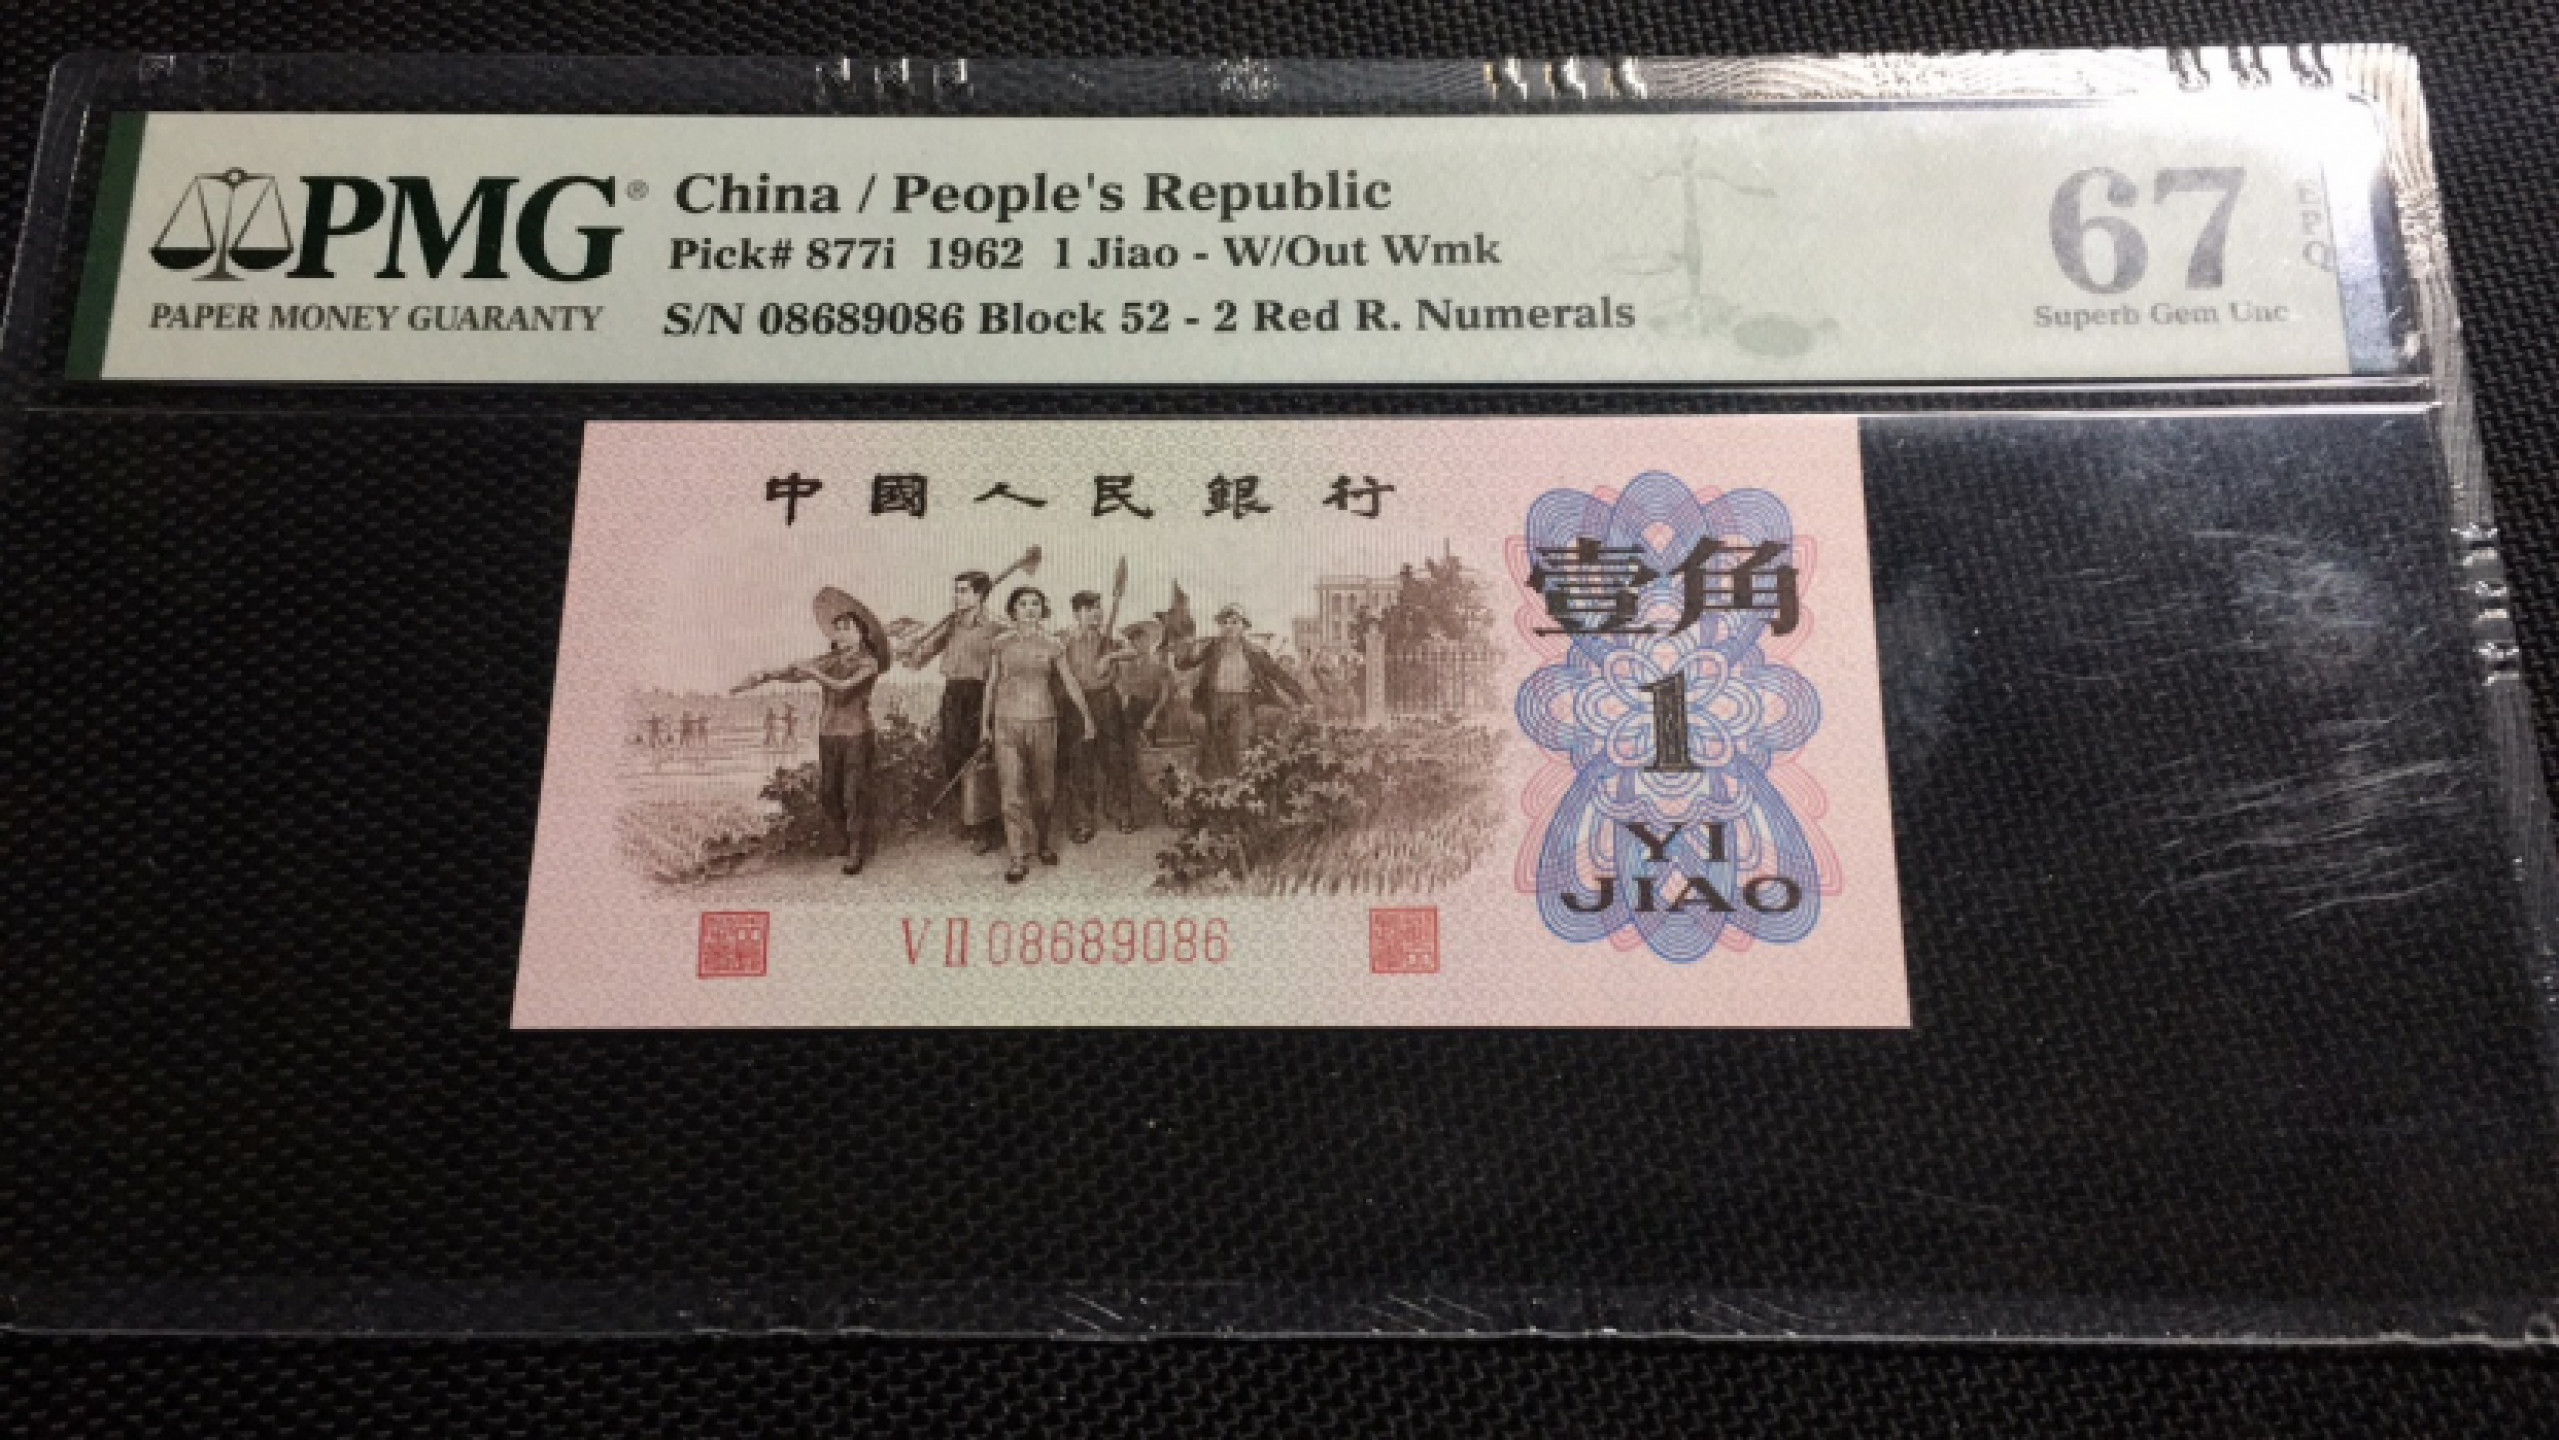 PMG®
PAPER MONEY GUARANTY
China / People's Republic
Pick# 877i 1962 1 Jiao - W/Out Wmk
S/N 08689086 Block 52 - 2 Red R. Numerals
67 EPQ
Superb Gem Unc
中國人民銀行
壹角
1
YI
JIAO
V II 08689086